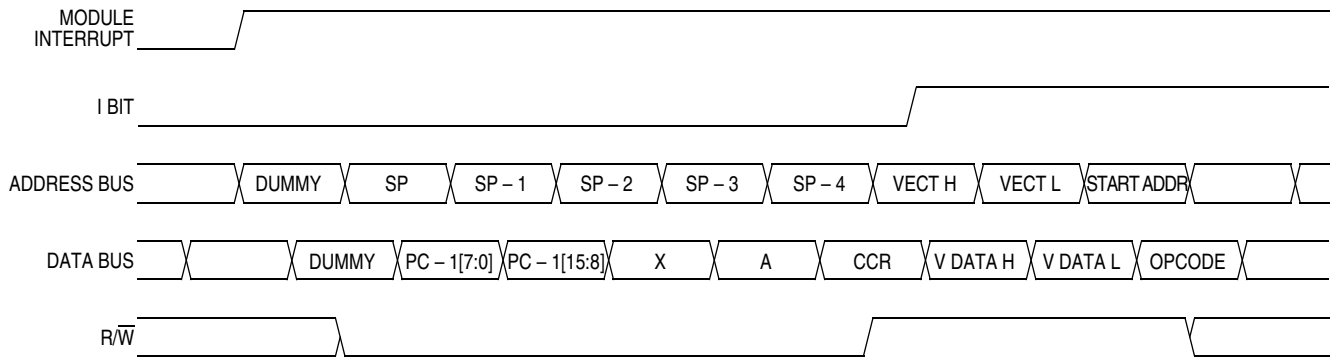 MODULE
INTERRUPT
I BIT
ADDRESS BUS DUMMY SP SP – 1 SP – 2 SP – 3 SP – 4 VECT H VECT L START ADDR
DATA BUS DUMMY PC – 1[7:0] PC – 1[15:8] X A CCR V DATA H V DATA L OPCODE
R/W̅